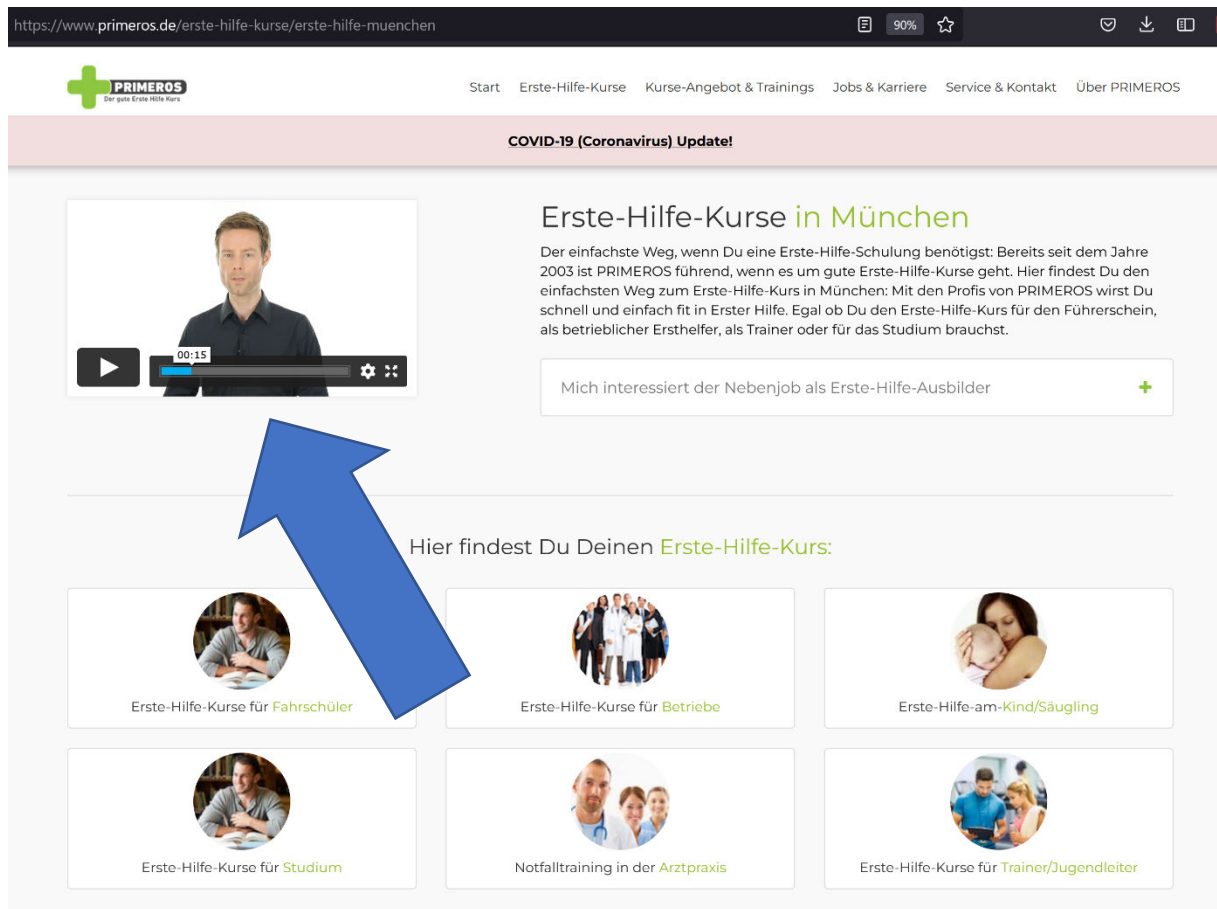 https://www.primeros.de/erste-hilfe-kurse/erste-hilfe-muenchen
90%
PRIMEROS
Der gute Erste Hilfe Kurs
Start Erste-Hilfe-Kurse Kurse-Angebot & Trainings Jobs & Karriere Service & Kontakt Über PRIMEROS
COVID-19 (Coronavirus) Update!
00:15
Erste-Hilfe-Kurse in München
Der einfachste Weg, wenn Du eine Erste-Hilfe-Schulung benötigst: Bereits seit dem Jahre
2003 ist PRIMEROS führend, wenn es um gute Erste-Hilfe-Kurse geht. Hier findest Du den
einfachsten Weg zum Erste-Hilfe-Kurs in München: Mit den Profis von PRIMEROS wirst Du
schnell und einfach fit in Erster Hilfe. Egal ob Du den Erste-Hilfe-Kurs für den Führerschein,
als betrieblicher Ersthelfer, als Trainer oder für das Studium brauchst.
Mich interessiert der Nebenjob als Erste-Hilfe-Ausbilder +
Hier findest Du Deinen Erste-Hilfe-Kurs:
Erste-Hilfe-Kurse für Fahrschüler
Erste-Hilfe-Kurse für Betriebe
Erste-Hilfe-am-Kind/Säugling
Erste-Hilfe-Kurse für Studium
Notfalltraining in der Arztpraxis
Erste-Hilfe-Kurse für Trainer/Jugendleiter